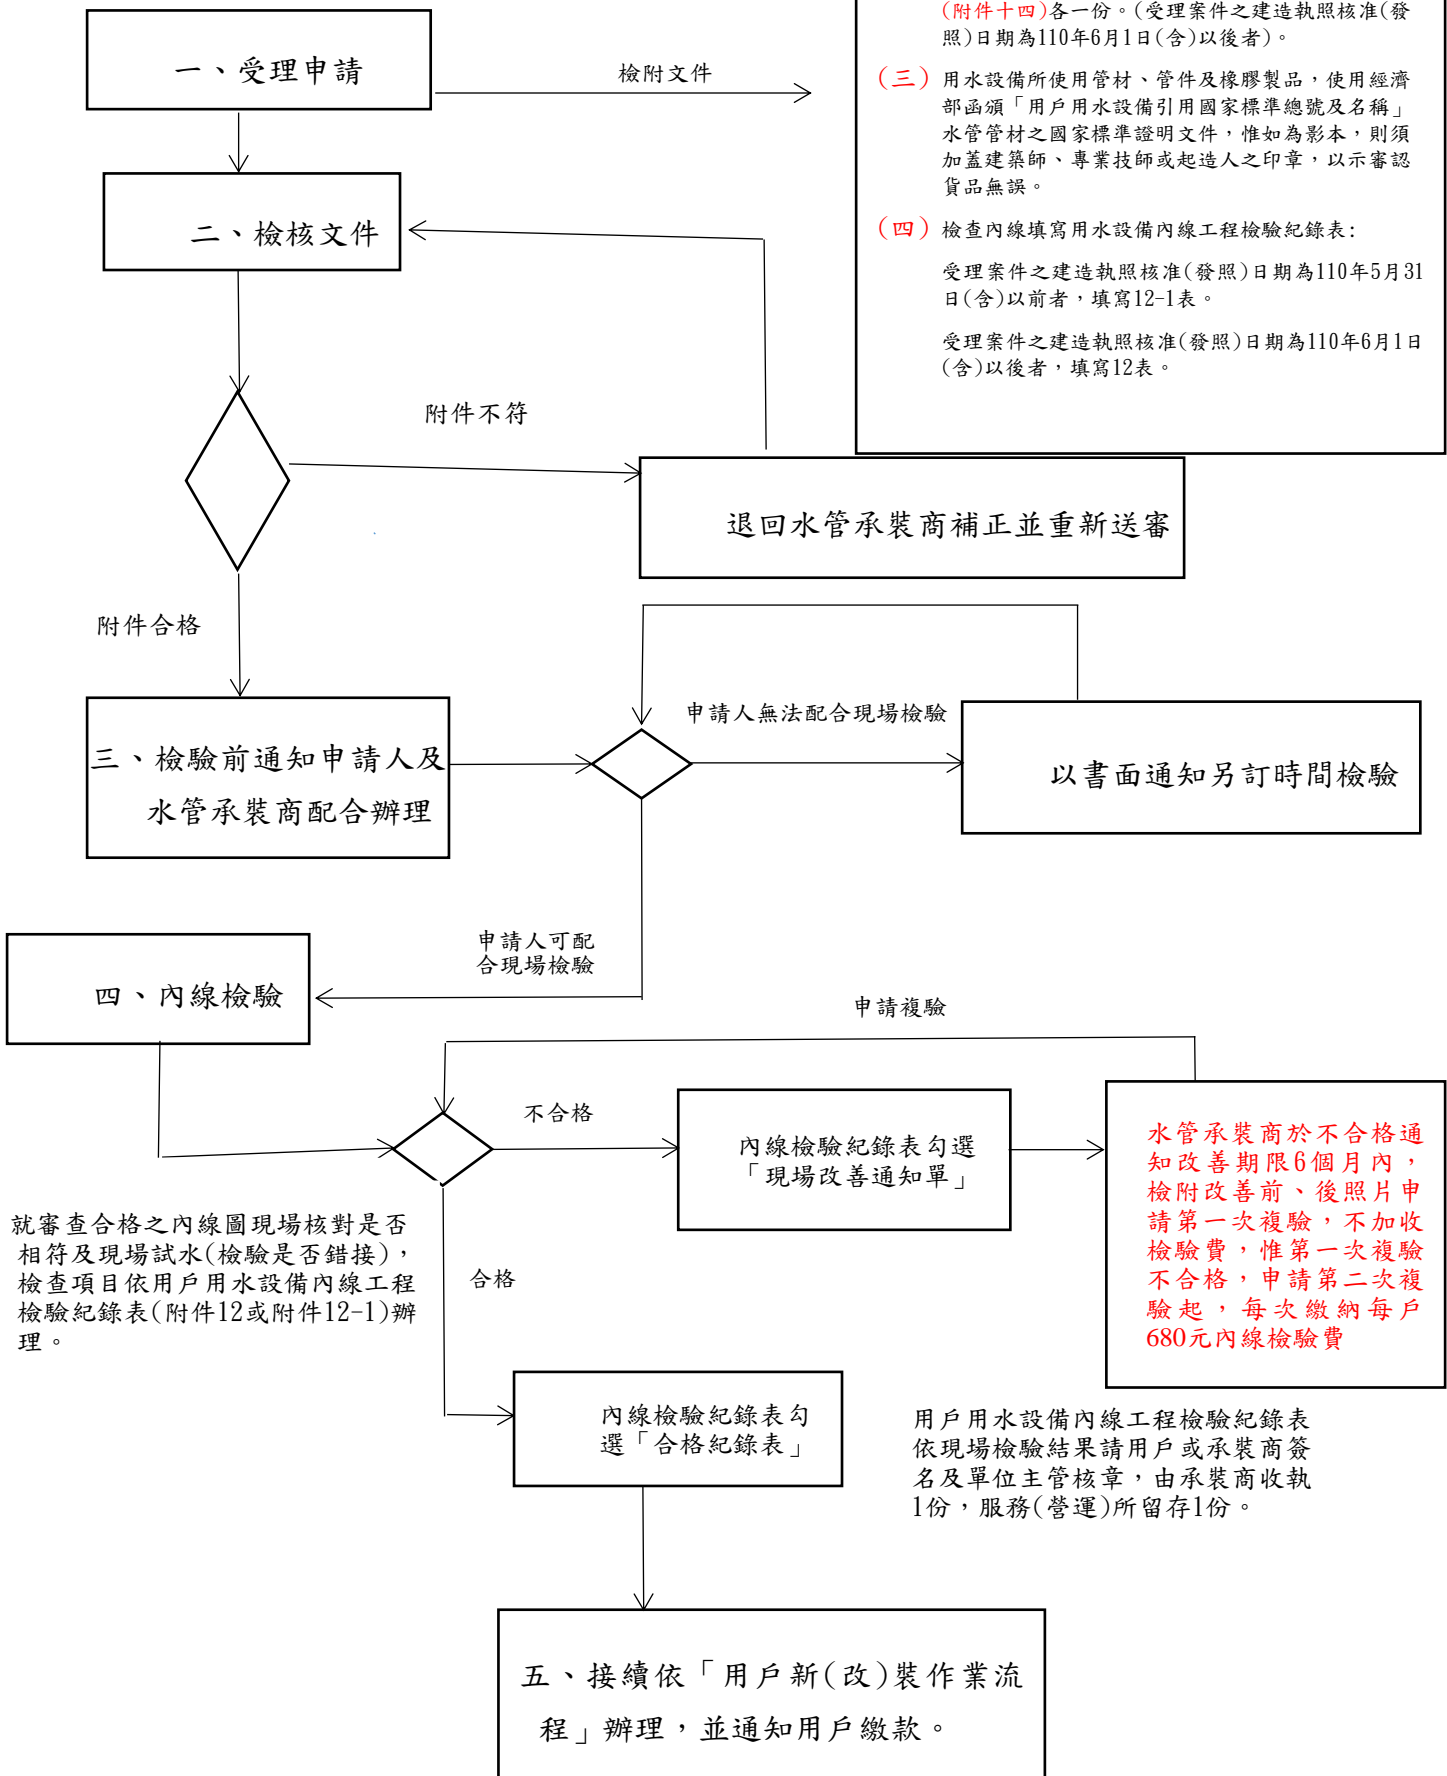 (附件十四)各一份。(受理案件之建造執照核准(發
照)日期為110年6月1日(含)以後者)。
(三) 用水設備所使用管材、管件及橡膠製品，使用經濟
部函頒「用戶用水設備引用國家標準總號及名稱」
水管管材之國家標準證明文件，惟如為影本，則須
加蓋建築師、專業技師或起造人之印章，以示審認
貨品無誤。
(四) 檢查內線填寫用水設備內線工程檢驗紀錄表:
受理案件之建造執照核准(發照)日期為110年5月31
日(含)以前者，填寫12-1表。
受理案件之建造執照核准(發照)日期為110年6月1日
(含)以後者，填寫12表。
一、受理申請
檢附文件
二、檢核文件
附件不符
退回水管承裝商補正並重新送審
附件合格
三、檢驗前通知申請人及
水管承裝商配合辦理
申請人無法配合現場檢驗
以書面通知另訂時間檢驗
申請人可配
合現場檢驗
四、內線檢驗
申請複驗
不合格
內線檢驗紀錄表勾選
「現場改善通知單」
水管承裝商於不合格通
知改善期限6個月內，
檢附改善前、後照片申
請第一次複驗，不加收
檢驗費，惟第一次複驗
不合格，申請第二次複
驗起，每次繳納每戶
680元內線檢驗費
就審查合格之內線圖現場核對是否
相符及現場試水(檢驗是否錯接)，
檢查項目依用戶用水設備內線工程
檢驗紀錄表(附件12或附件12-1)辦
理。
合格
內線檢驗紀錄表勾
選「合格紀錄表」
用戶用水設備內線工程檢驗紀錄表
依現場檢驗結果請用戶或承裝商簽
名及單位主管核章，由承裝商收執
1份，服務(營運)所留存1份。
五、接續依「用戶新(改)裝作業流
程」辦理，並通知用戶繳款。